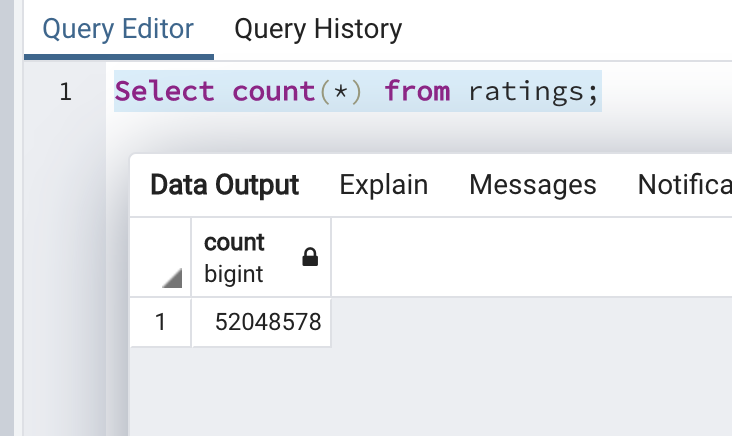 Query Editor Query History
1 Select count(*) from ratings;
Data Output Explain Messages Notifica
count
bigint
1 52048578